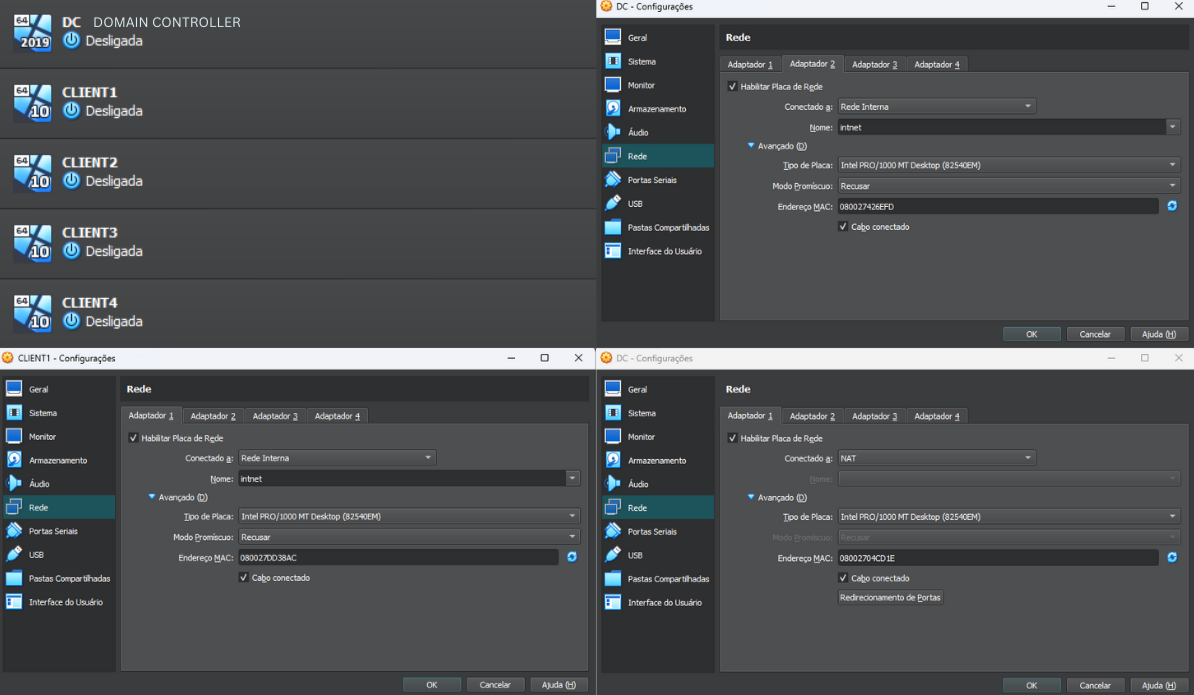 64
2019
DC DOMAIN CONTROLLER
Desligada
64
10
CLIENT1
Desligada
64
10
CLIENT2
Desligada
64
10
CLIENT3
Desligada
64
10
CLIENT4
Desligada
DC - Configurações
Geral
Sistema
Monitor
Armazenamento
Áudio
Rede
Portas Seriais
USB
Pastas Compartilhadas
Interface do Usuário
Rede
Adaptador 1 Adaptador 2 Adaptador 3 Adaptador 4
Habilitar Placa de Rede
Conectado a: Rede Interna
Nome: intnet
Avançado (D)
Tipo de Placa: Intel PRO/1000 MT Desktop (82540EM)
Modo Promíscuo: Recusar
Endereço MAC: 080027426EFD
Cabo conectado
OK Cancelar Ajuda (H)
CLIENT1 - Configurações
Geral
Sistema
Monitor
Armazenamento
Áudio
Rede
Portas Seriais
USB
Pastas Compartilhadas
Interface do Usuário
Rede
Adaptador 1 Adaptador 2 Adaptador 3 Adaptador 4
Habilitar Placa de Rede
Conectado a: Rede Interna
Nome: intnet
Avançado (D)
Tipo de Placa: Intel PRO/1000 MT Desktop (82540EM)
Modo Promíscuo: Recusar
Endereço MAC: 080027DD38AC
Cabo conectado
OK Cancelar Ajuda (H)
DC - Configurações
Geral
Sistema
Monitor
Armazenamento
Áudio
Rede
Portas Seriais
USB
Pastas Compartilhadas
Interface do Usuário
Rede
Adaptador 1 Adaptador 2 Adaptador 3 Adaptador 4
Habilitar Placa de Rede
Conectado a: NAT
Nome:
Avançado (D)
Tipo de Placa: Intel PRO/1000 MT Desktop (82540EM)
Modo Promíscuo: Recusar
Endereço MAC: 08002704CD1E
Cabo conectado
Redirecionamento de Portas
OK Cancelar Ajuda (H)